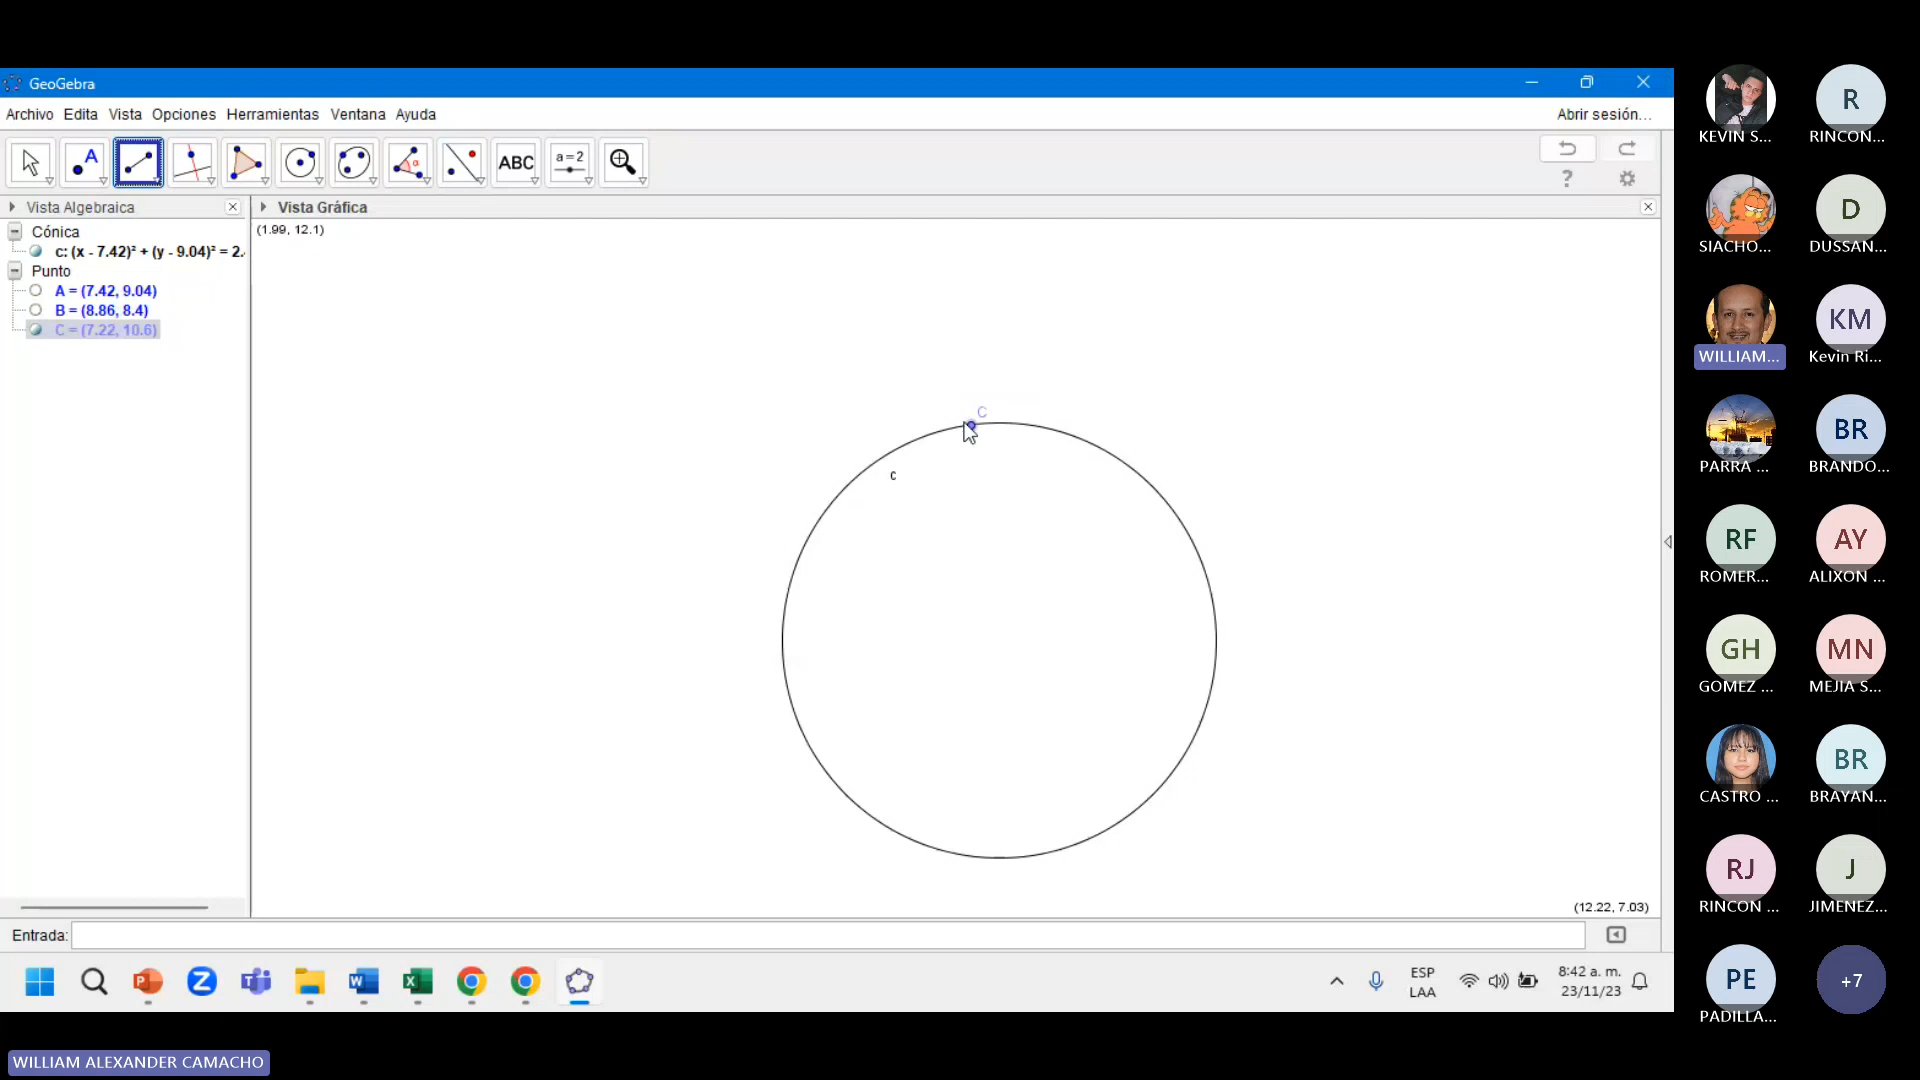 GeoGebra
Archivo Edita Vista Opciones Herramientas Ventana Ayuda
Abrir sesión...
A
α
ABC
a=2
?
Vista Algebraica
Vista Gráfica
Cónica
c: (x - 7.42)² + (y - 9.04)² = 2.
Punto
A = (7.42, 9.04)
B = (8.86, 8.4)
C = (7.22, 10.6)
(1.99, 12.1)
C
c
(12.22, 7.03)
Entrada:
ESP
LAA
8:42 a. m.
23/11/23
KEVIN S...
R
RINCON...
SIACHO...
D
DUSSAN...
WILLIAM...
KM
Kevin Ri...
PARRA ...
BR
BRANDO...
RF
ROMER...
AY
ALIXON ...
GH
GOMEZ ...
MN
MEJIA S...
CASTRO ...
BR
BRAYAN...
RJ
RINCON ...
J
JIMENEZ...
PE
PADILLA...
+7
WILLIAM ALEXANDER CAMACHO